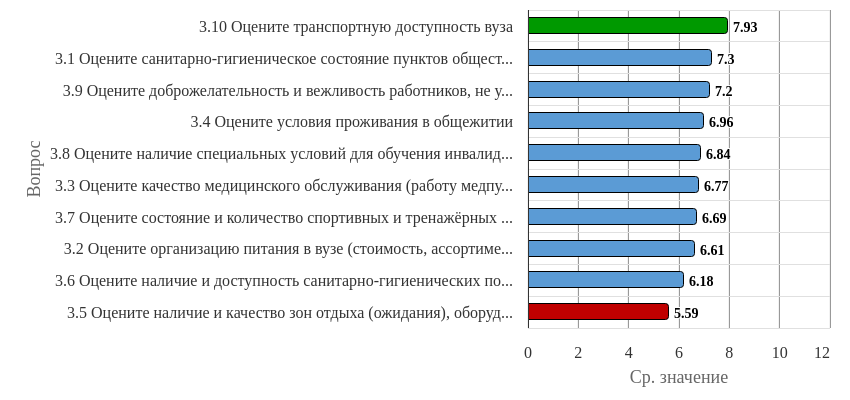 3.10 Оцените транспортную доступность вуза 7.93
3.1 Оцените санитарно-гигиеническое состояние пунктов общест... 7.3
3.9 Оцените доброжелательность и вежливость работников, не у... 7.2
3.4 Оцените условия проживания в общежитии 6.96
3.8 Оцените наличие специальных условий для обучения инвалид... 6.84
3.3 Оцените качество медицинского обслуживания (работу медпу... 6.77
3.7 Оцените состояние и количество спортивных и тренажёрных ... 6.69
3.2 Оцените организацию питания в вузе (стоимость, ассортиме... 6.61
3.6 Оцените наличие и доступность санитарно-гигиенических по... 6.18
3.5 Оцените наличие и качество зон отдыха (ожидания), оборуд... 5.59
Вопрос
0 2 4 6 8 10 12
Ср. значение